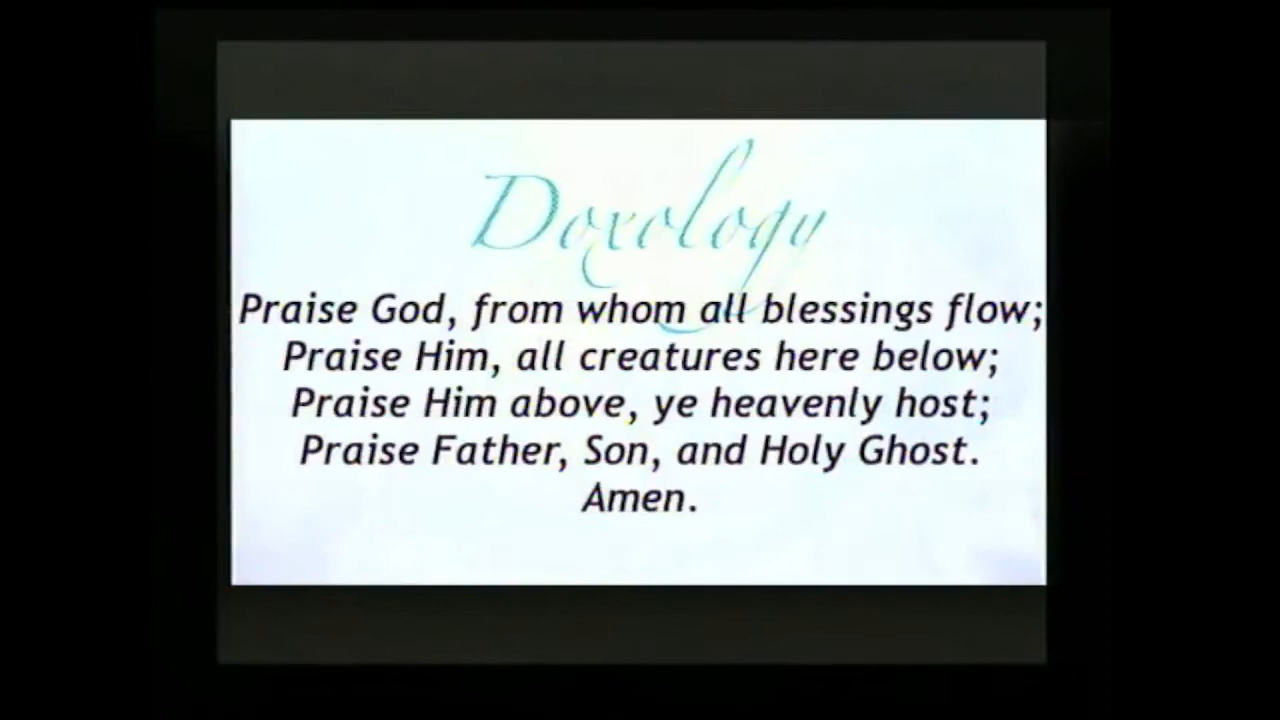 Doxology
Praise God, from whom all blessings flow;
Praise Him, all creatures here below;
Praise Him above, ye heavenly host;
Praise Father, Son, and Holy Ghost.
Amen.